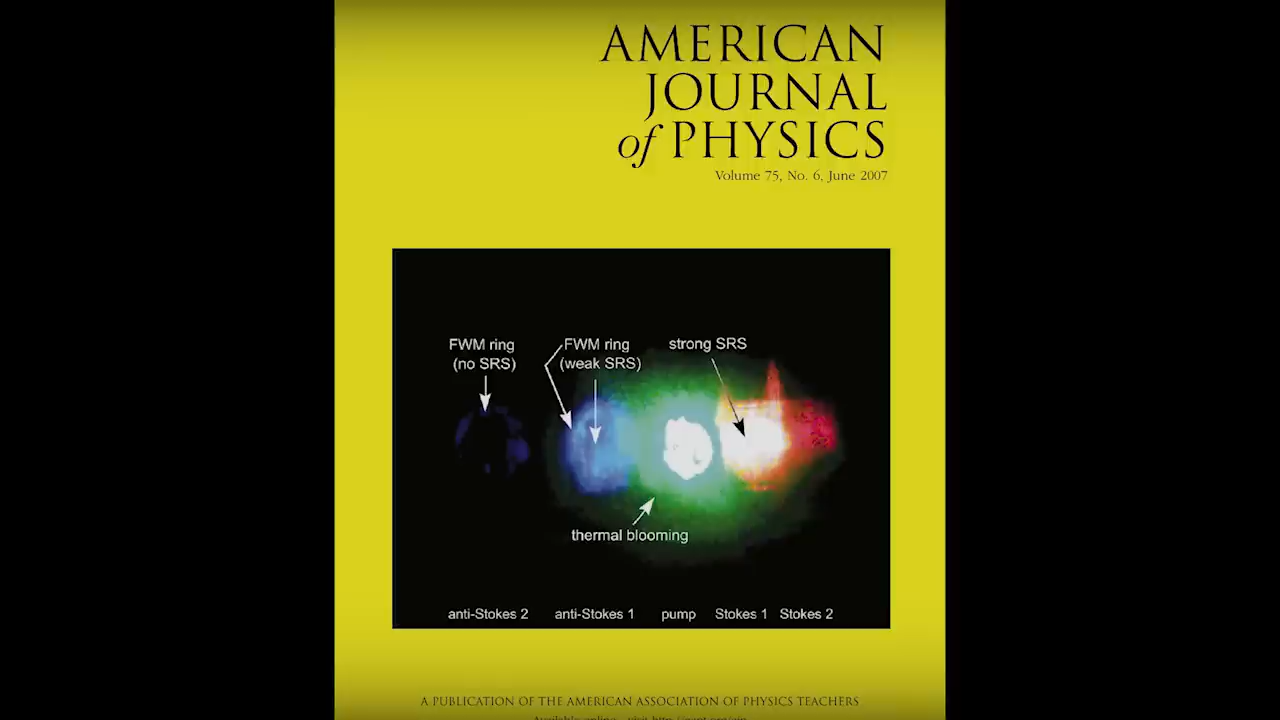 AMERICAN
JOURNAL
of PHYSICS
Volume 75, No. 6, June 2007
FWM ring
(no SRS)
FWM ring
(weak SRS)
strong SRS
thermal blooming
anti-Stokes 2 anti-Stokes 1 pump Stokes 1 Stokes 2
A PUBLICATION OF THE AMERICAN ASSOCIATION OF PHYSICS TEACHERS